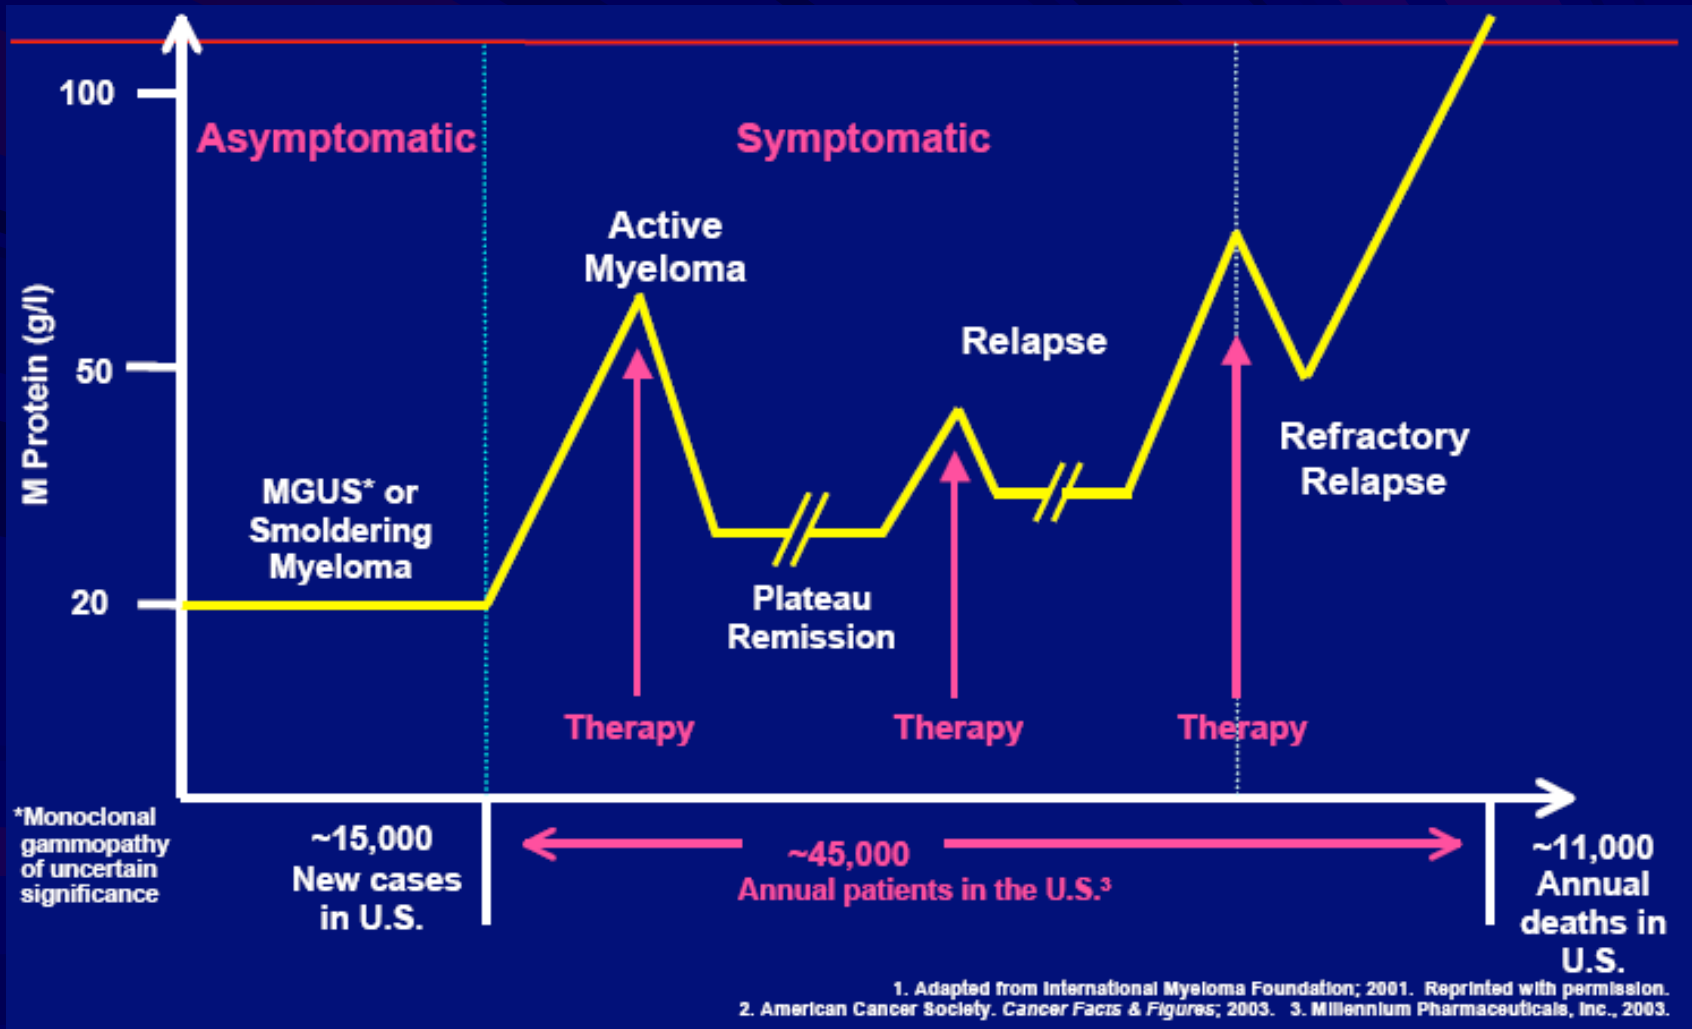 100
Asymptomatic
Symptomatic
Active
Myeloma
Relapse
M Protein (g/l)
50
Refractory
Relapse
MGUS* or
Smoldering
Myeloma
20
Plateau
Remission
Therapy
Therapy
Therapy
*Monoclonal
gammopathy
of uncertain
significance
~15,000
New cases
in U.S.
~45,000
Annual patients in the U.S.³
~11,000
Annual
deaths in
U.S.
1. Adapted from International Myeloma Foundation; 2001. Reprinted with permission.
2. American Cancer Society. Cancer Facts & Figures; 2003. 3. Millennium Pharmaceuticals, Inc., 2003.